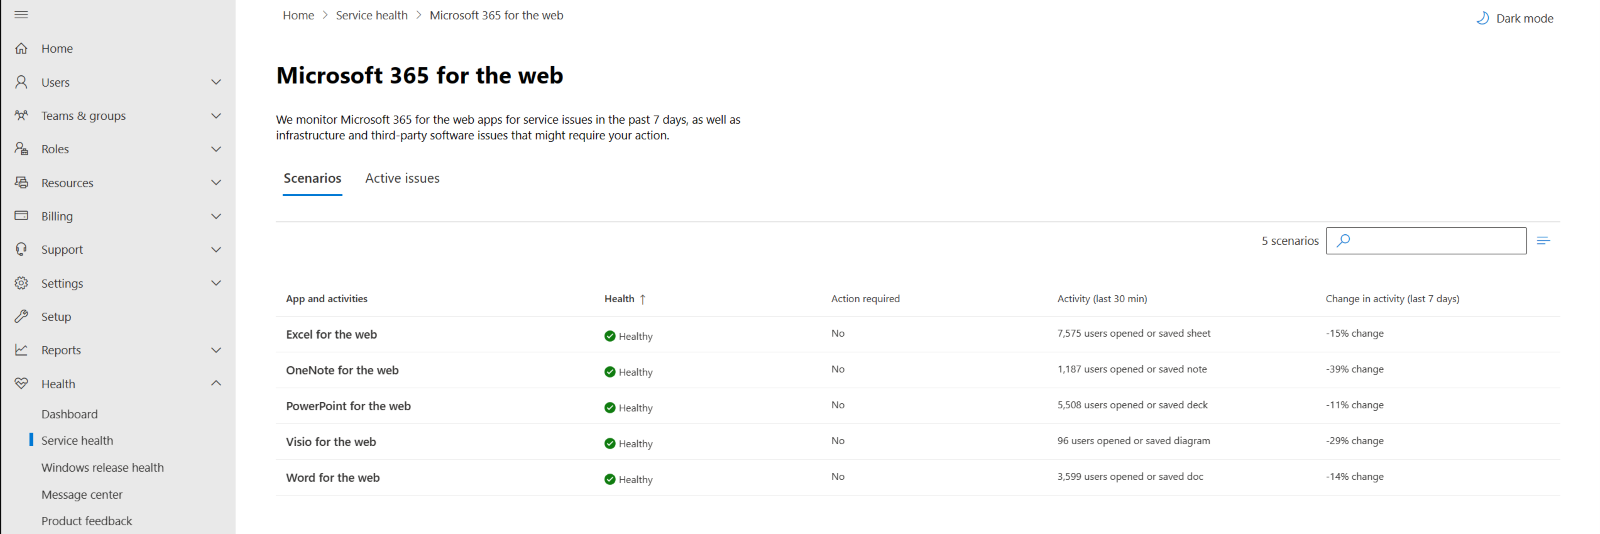 Home > Service health > Microsoft 365 for the web
Dark mode
Home
Users
Teams & groups
Roles
Resources
Billing
Support
Settings
Setup
Reports
Health
Dashboard
Service health
Windows release health
Message center
Product feedback
Microsoft 365 for the web
We monitor Microsoft 365 for the web apps for service issues in the past 7 days, as well as
infrastructure and third-party software issues that might require your action.
Scenarios Active issues
5 scenarios
App and activities Health ↑ Action required Activity (last 30 min) Change in activity (last 7 days)
Excel for the web Healthy No 7,575 users opened or saved sheet -15% change
OneNote for the web Healthy No 1,187 users opened or saved note -39% change
PowerPoint for the web Healthy No 5,508 users opened or saved deck -11% change
Visio for the web Healthy No 96 users opened or saved diagram -29% change
Word for the web Healthy No 3,599 users opened or saved doc -14% change